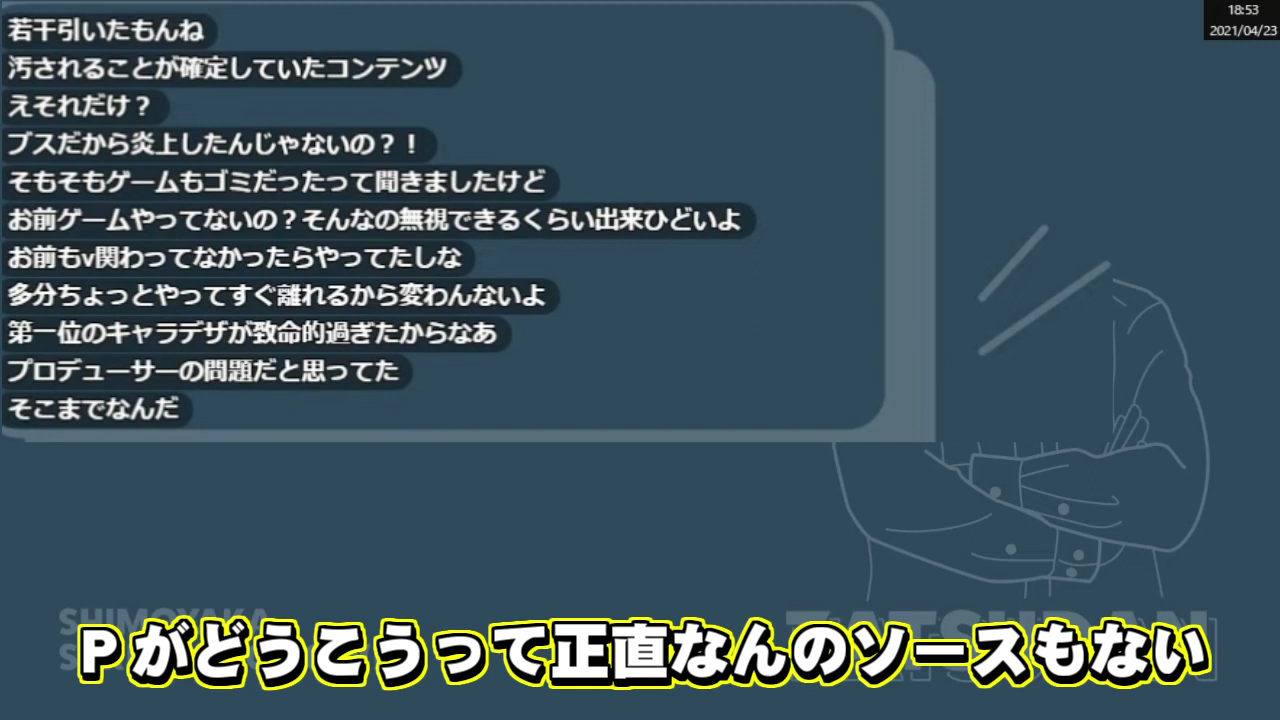 若干引いたもんね
汚されることが確定していたコンテンツ
えそれだけ？
ブスだから炎上したんじゃないの？！
そもそもゲームもゴミだったって聞きましたけど
お前ゲームやってないの？そんなの無視できるくらい出来ひどいよ
お前もv関わってなかったらやってたしな
多分ちょっとやってすぐ離れるから変わんないよ
第一位のキャラデザが致命的過ぎたからなあ
プロデューサーの問題だと思ってた
そこまでなんだ
18:53
2021/04/23
SHIMOYAKA
ZATSUDAN
Pがどうこうって正直なんのソースもない